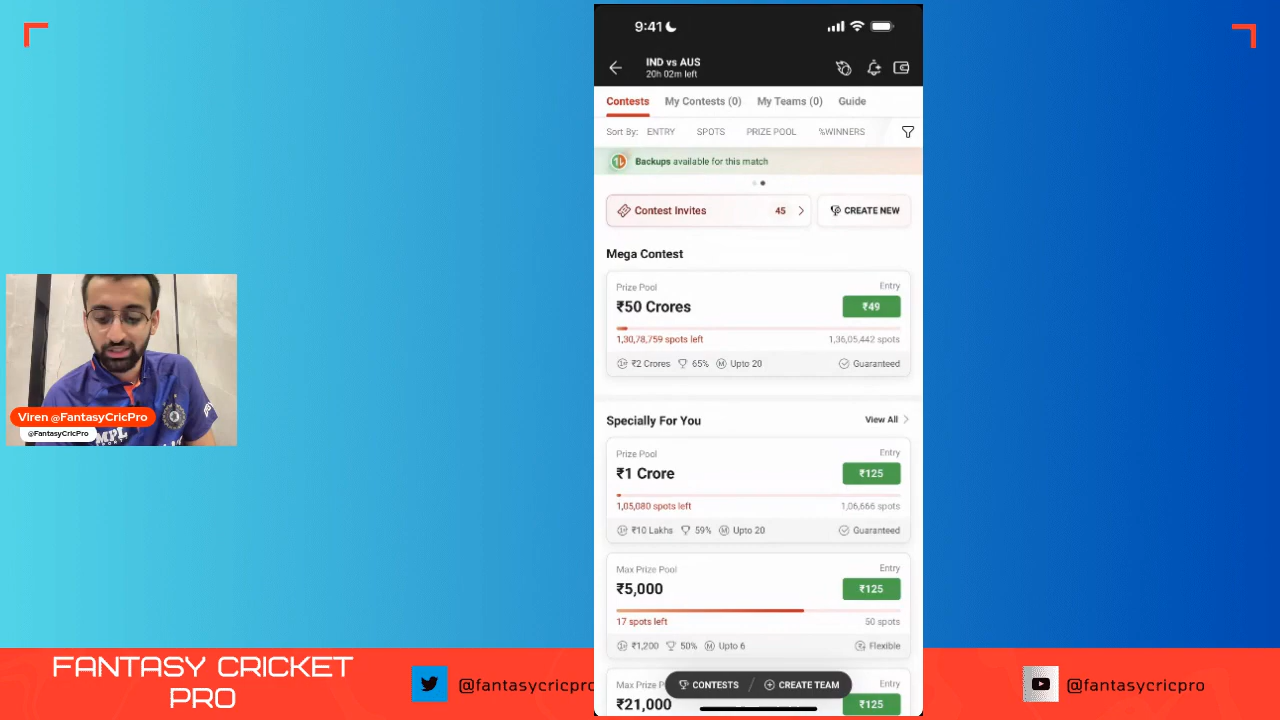 9:41
IND vs AUS
20h 02m left
Contests My Contests (0) My Teams (0) Guide
Sort By: ENTRY SPOTS PRIZE POOL %WINNERS
Backups available for this match
Contest Invites 45
CREATE NEW
Mega Contest
Prize Pool Entry
₹50 Crores ₹49
1,30,78,759 spots left 1,36,05,442 spots
₹2 Crores 65% M Upto 20 Guaranteed
Specially For You View All
Prize Pool Entry
₹1 Crore ₹125
1,05,080 spots left 1,06,666 spots
₹10 Lakhs 59% M Upto 20 Guaranteed
Max Prize Pool Entry
₹5,000 ₹125
17 spots left 50 spots
₹1,200 50% M Upto 6 Flexible
Max Prize P Entry
₹21,000 ₹125
CONTESTS / CREATE TEAM
Viren @FantasyCricPro
@FantasyCricPro
MPL
FANTASY CRICKET
PRO
@fantasycricpro
@fantasycricpro